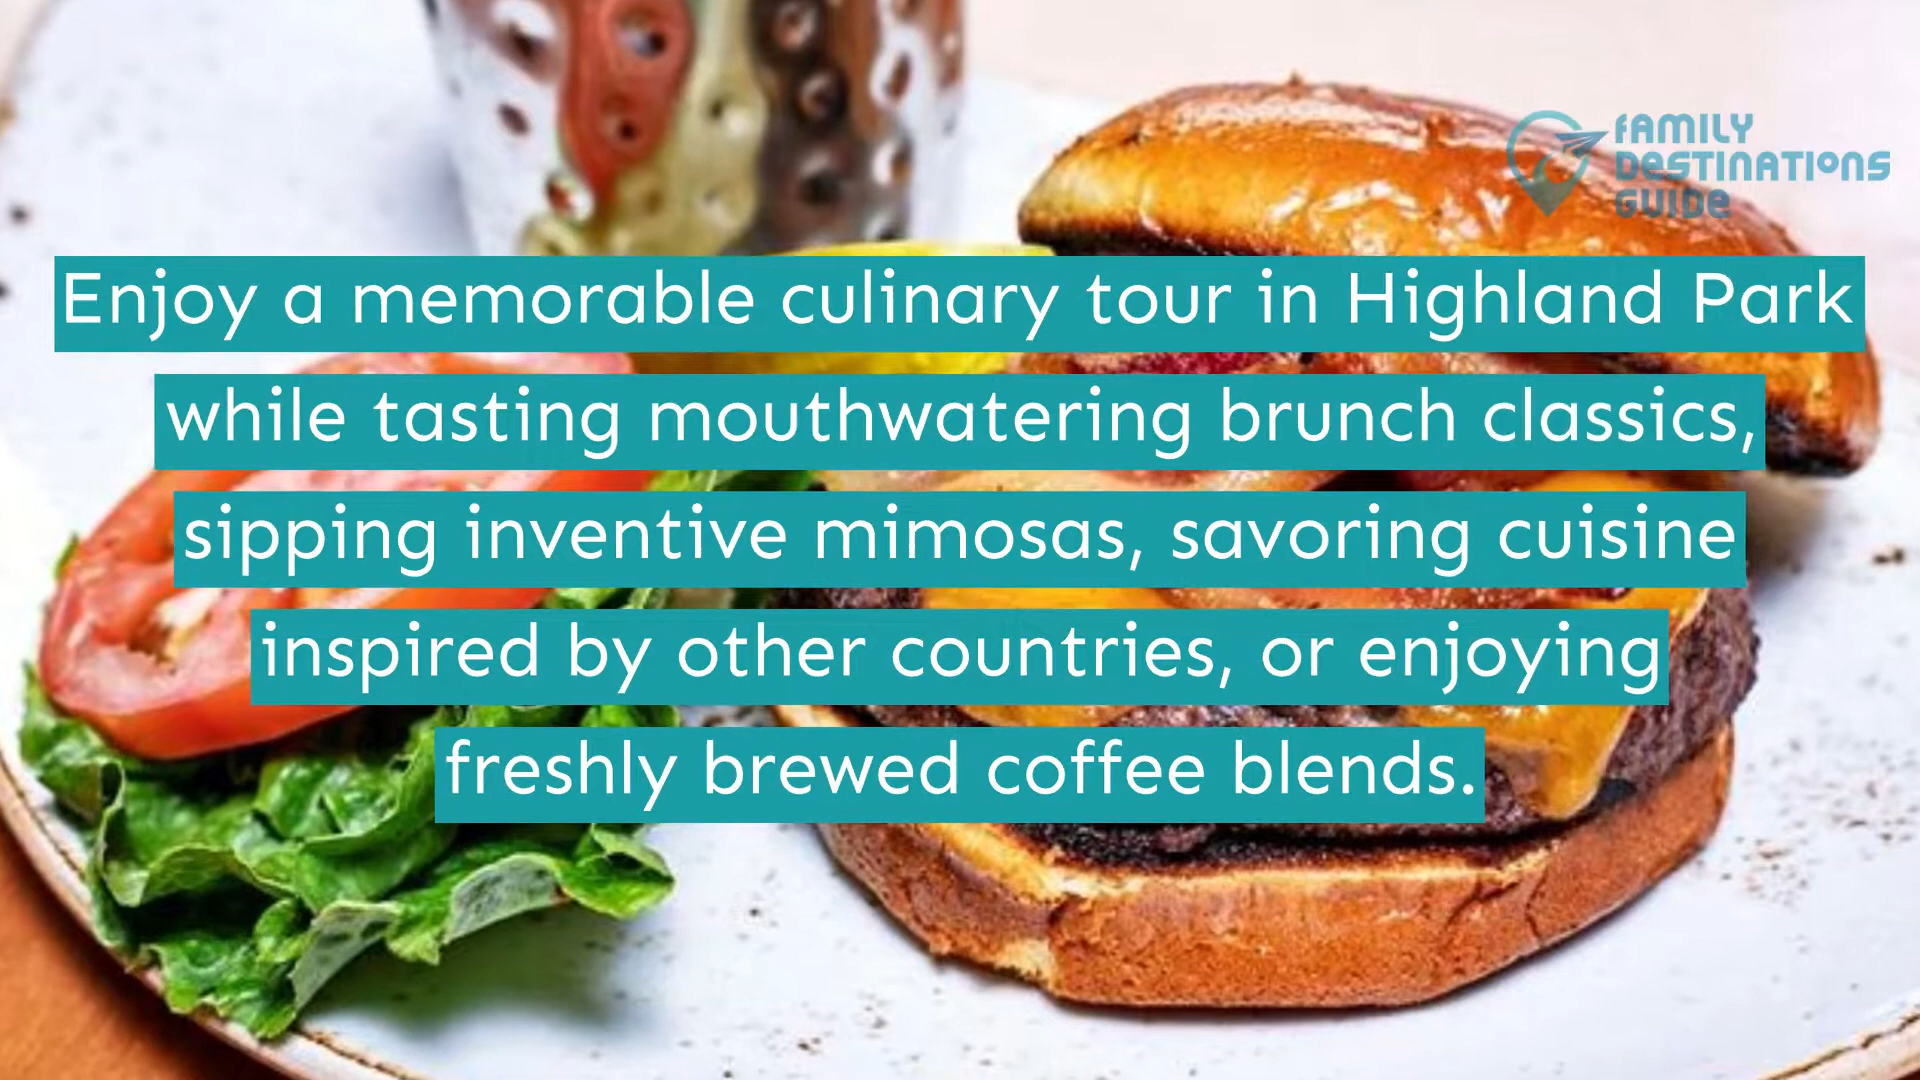 FAMILY
DESTINATIONS
GUIDE
Enjoy a memorable culinary tour in Highland Park
while tasting mouthwatering brunch classics,
sipping inventive mimosas, savoring cuisine
inspired by other countries, or enjoying
freshly brewed coffee blends.